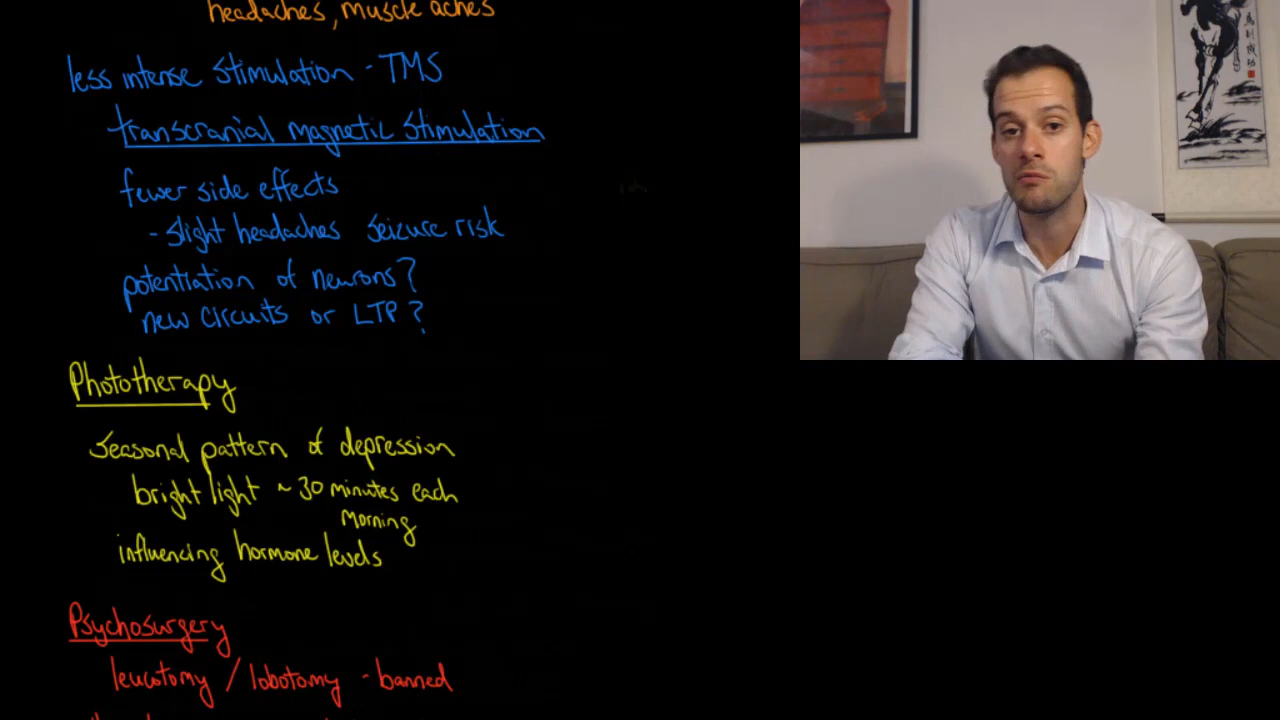 headaches, muscle aches
less intense stimulation - TMS
transcranial magnetic stimulation
fewer side effects
- slight headaches seizure risk
potentiation of neurons?
new circuits or LTP?
Phototherapy
seasonal pattern of depression
bright light ~ 30 minutes each
morning
influencing hormone levels
Psychosurgery
leucotomy / lobotomy - banned